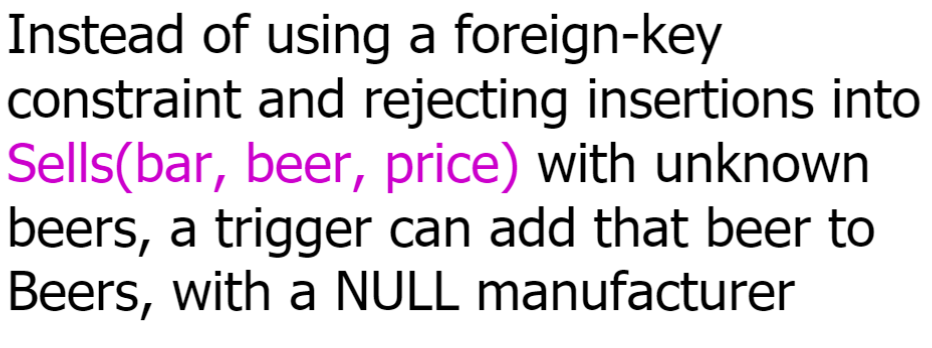 Instead of using a foreign-key
constraint and rejecting insertions into
Sells(bar, beer, price) with unknown
beers, a trigger can add that beer to
Beers, with a NULL manufacturer